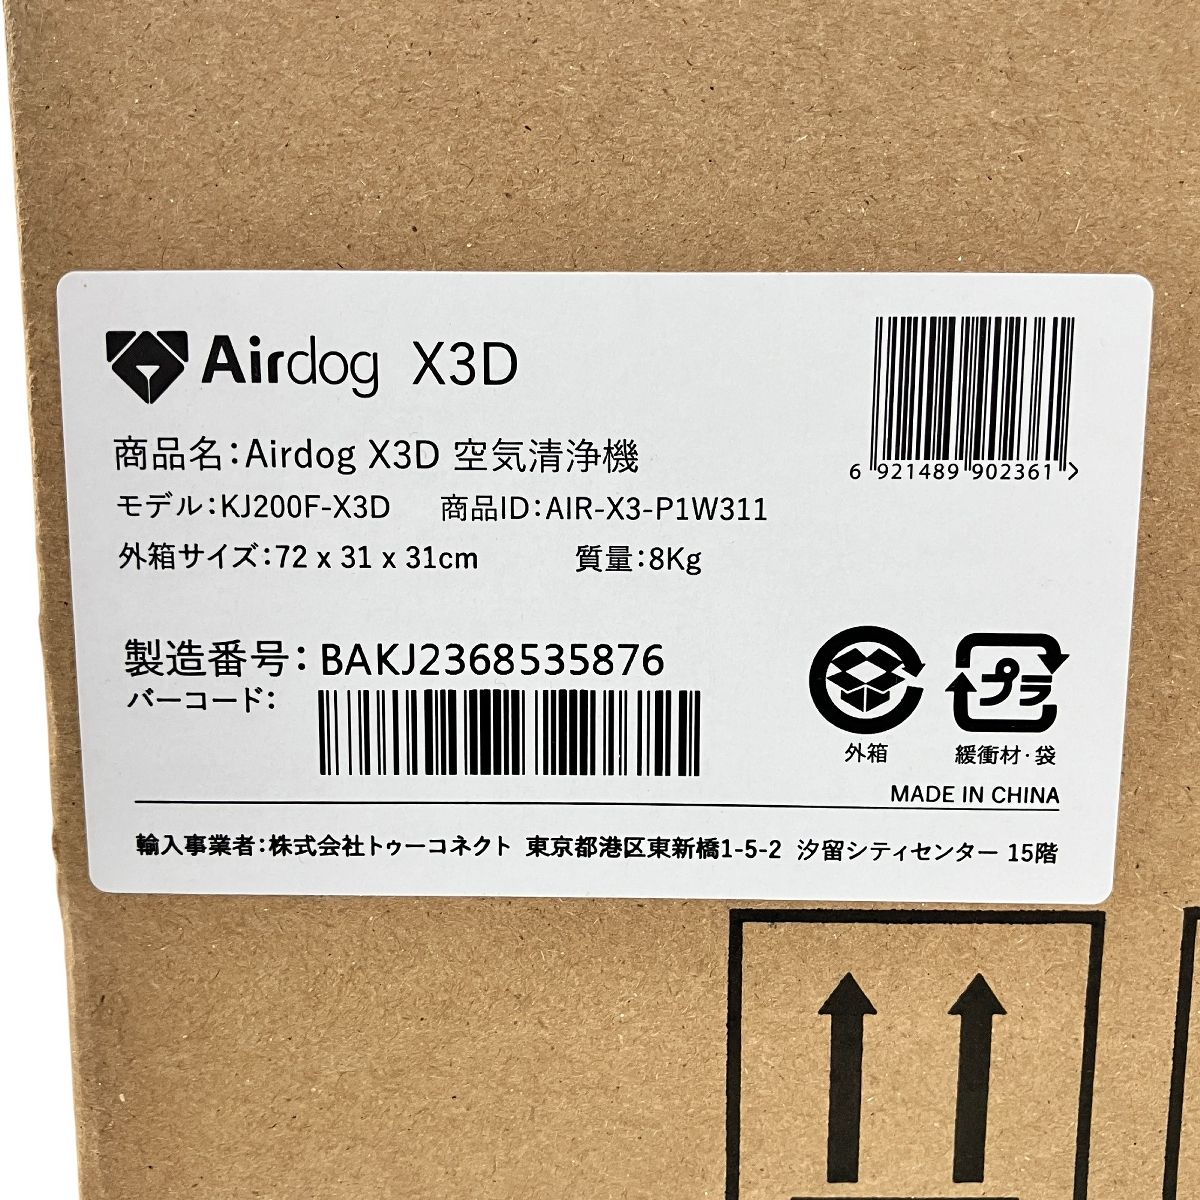 Airdog X3D
6 921489 902361 >
商品名：Airdog X3D 空気清浄機
モデル：KJ200F-X3D 商品ID：AIR-X3-P1W311
外箱サイズ：72 x 31 x 31cm 質量：8Kg
製造番号：BAKJ2368535876
バーコード：
プラ
外箱 緩衝材・袋
MADE IN CHINA
輸入事業者：株式会社トゥーコネクト 東京都港区東新橋1-5-2 汐留シティセンター 15階